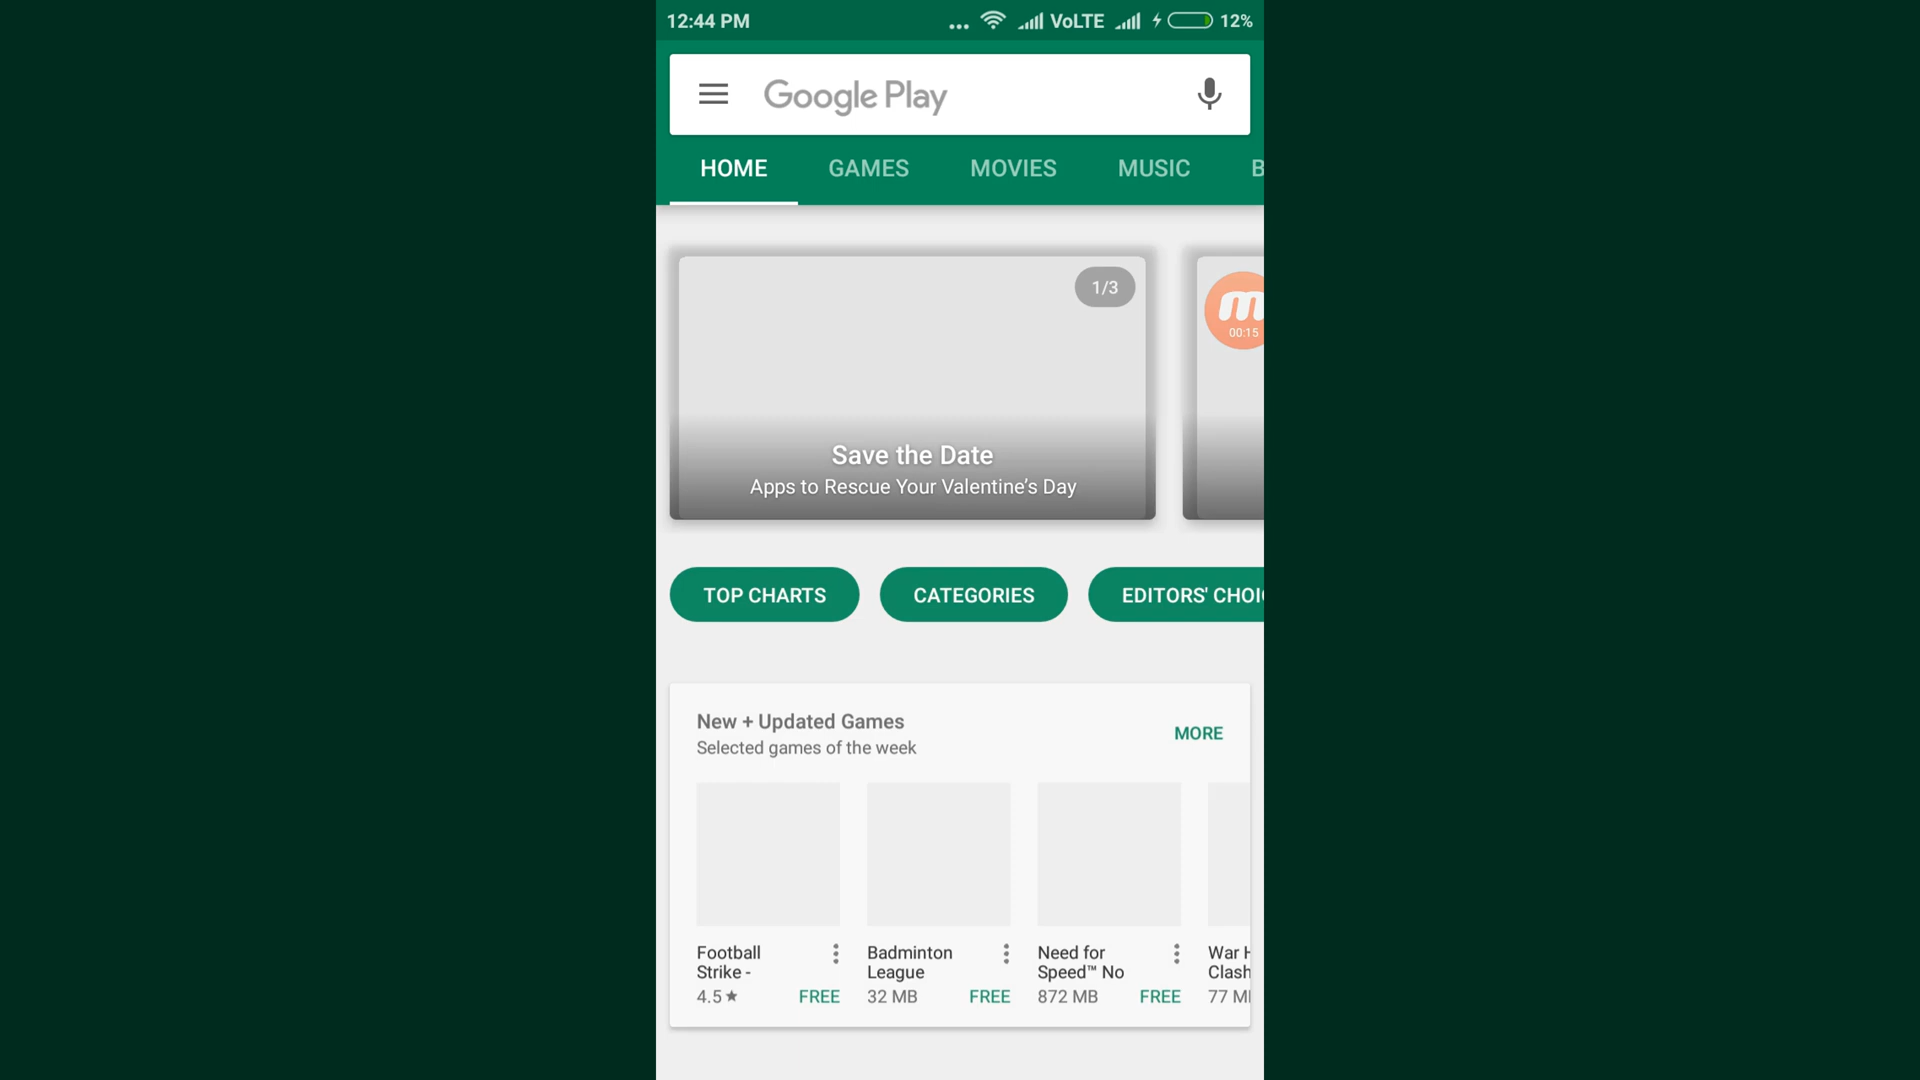 12:44 PM ... VoLTE 12%
Google Play
HOME GAMES MOVIES MUSIC B
1/3
m
00:15
Save the Date
Apps to Rescue Your Valentine’s Day
TOP CHARTS CATEGORIES EDITORS' CHOI
New + Updated Games
MORE
Selected games of the week
Football Badminton Need for War H
Strike - League Speed™ No Clash
4.5★ FREE 32 MB FREE 872 MB FREE 77 M